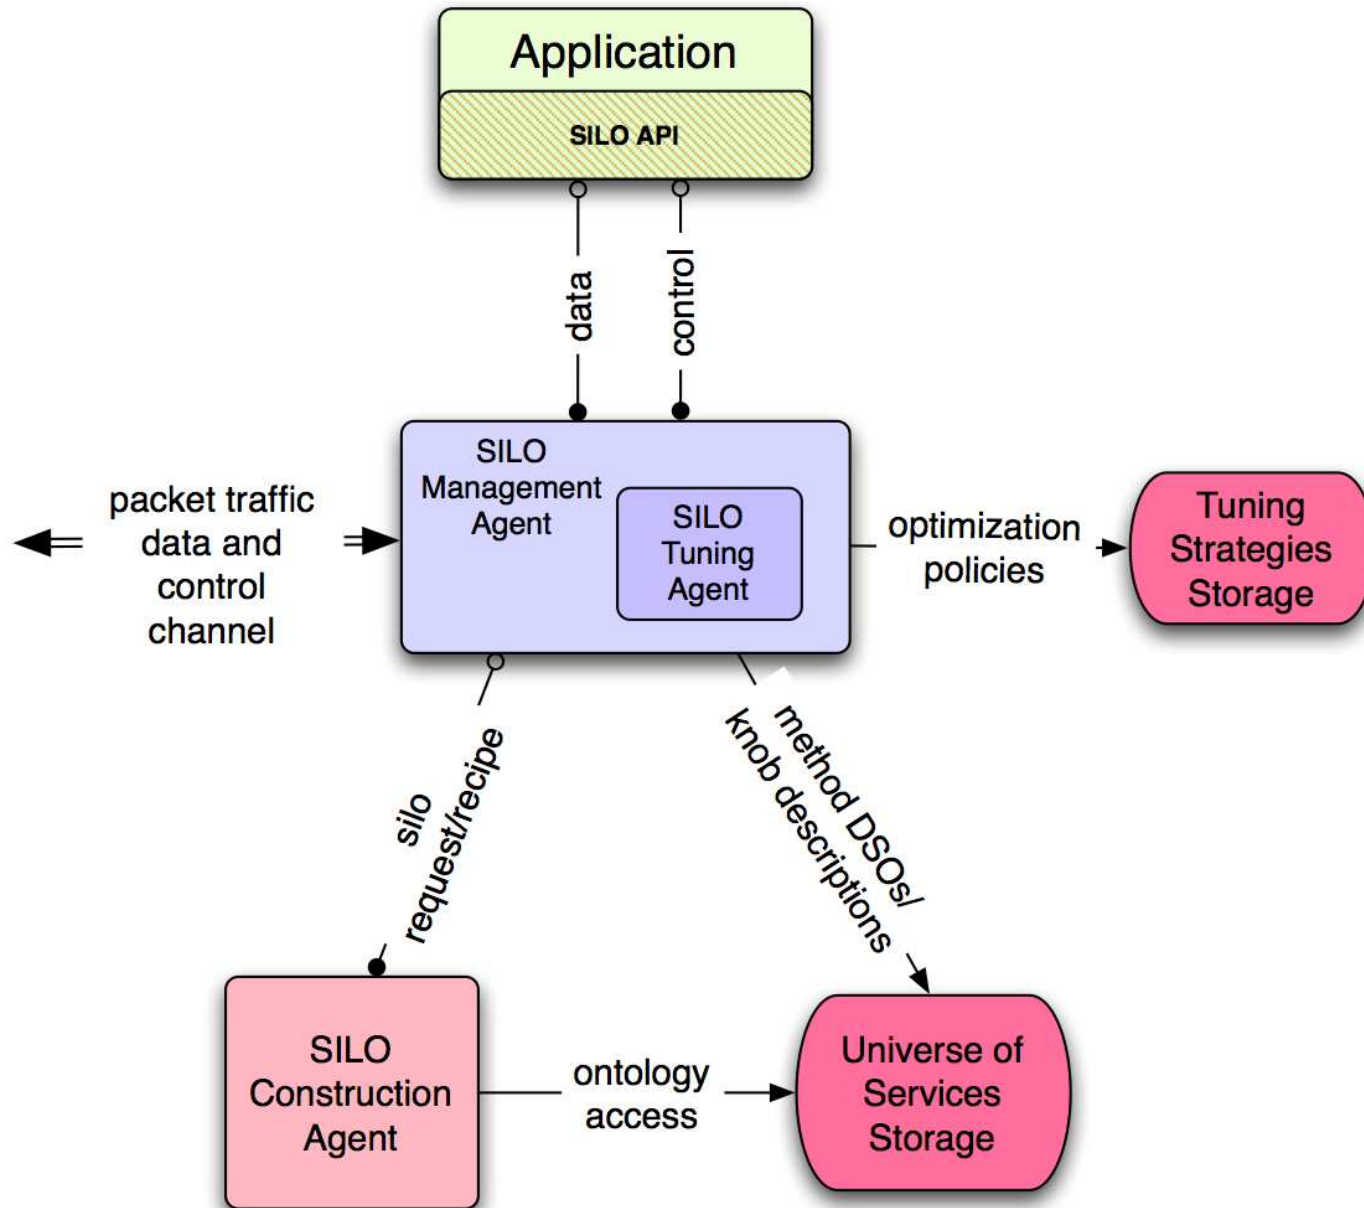 Application
SILO API
data
control
SILO
Management
Agent
SILO
Tuning
Agent
packet traffic
data and
control
channel
optimization
policies
Tuning
Strategies
Storage
silo
request/recipe
method DSOs/
knob descriptions
SILO
Construction
Agent
ontology
access
Universe of
Services
Storage